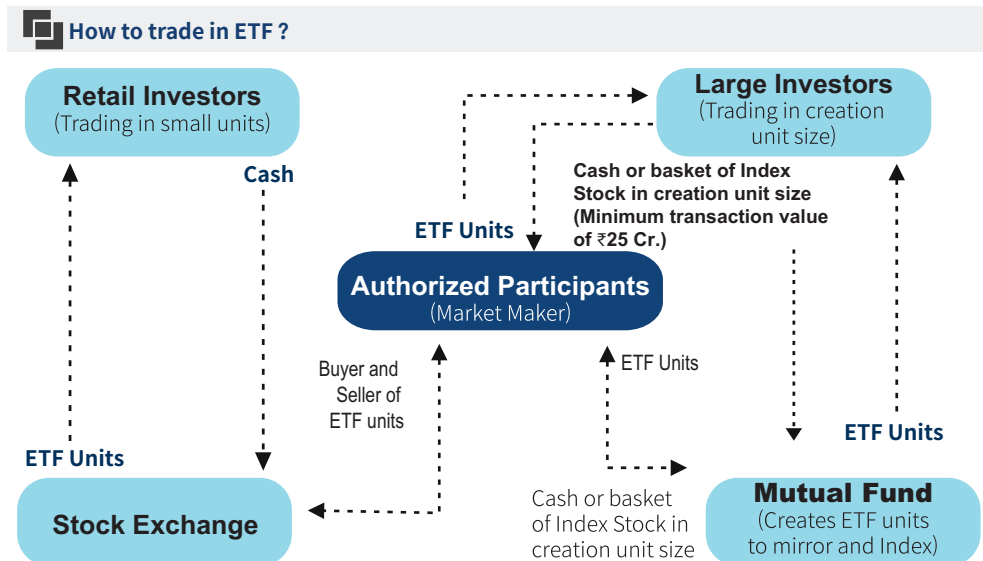 How to trade in ETF ?
Retail Investors
(Trading in small units)
Large Investors
(Trading in creation
unit size)
Cash
Cash or basket of Index
Stock in creation unit size
(Minimum transaction value
of ₹25 Cr.)
ETF Units
Authorized Participants
(Market Maker)
Buyer and
Seller of
ETF units
ETF Units
ETF Units
ETF Units
Stock Exchange
Cash or basket
of Index Stock in
creation unit size
Mutual Fund
(Creates ETF units
to mirror and Index)